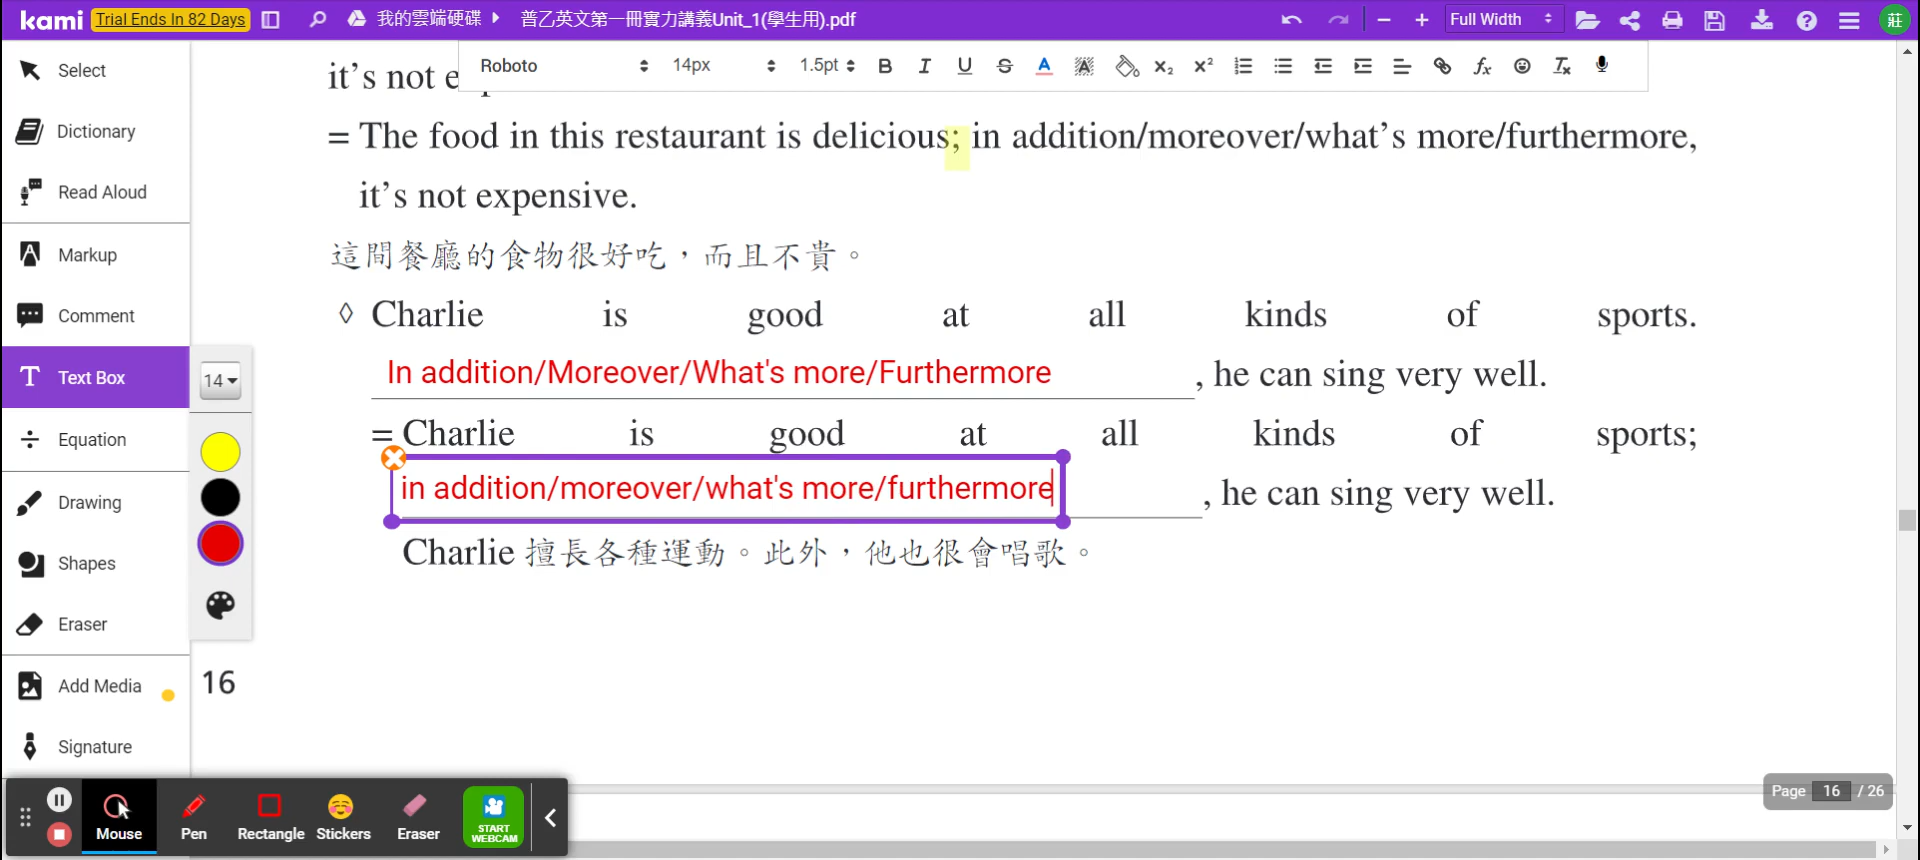 kami Trial Ends In 82 Days 我的雲端硬碟 普乙英文第一冊實力講義Unit_1(學生用).pdf Full Width 莊
Select
Roboto 14px 1.5pt B I U S A X₂ X² fx Tx
it's not
Dictionary
= The food in this restaurant is delicious; in addition/moreover/what's more/furthermore,
Read Aloud
it's not expensive.
Markup
這間餐廳的食物很好吃，而且不貴。
Comment
◊ Charlie is good at all kinds of sports.
Text Box
14
In addition/Moreover/What's more/Furthermore , he can sing very well.
Equation
= Charlie is good at all kinds of sports;
Drawing
in addition/moreover/what's more/furthermore , he can sing very well.
Shapes
Charlie 擅長各種運動。此外，他也很會唱歌。
Eraser
Add Media
16
Signature
Page 16 / 26
Mouse Pen Rectangle Stickers Eraser START WEBCAM